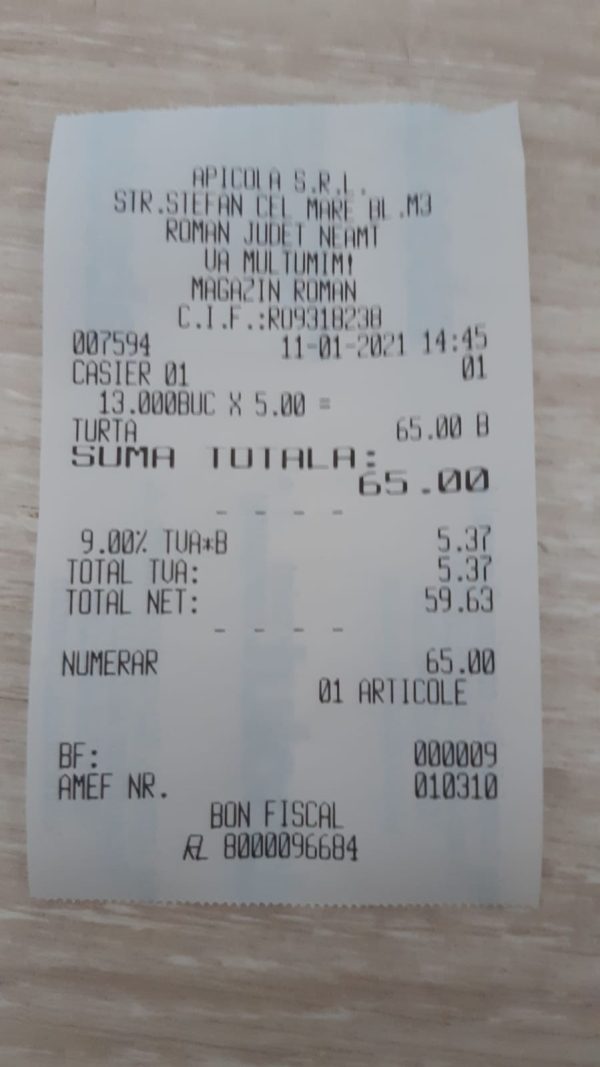 APICOLA S.R.L.
STR.STEFAN CEL MARE BL.M3
ROMAN JUDET NEAMT
VA MULTUMIM!
MAGAZIN ROMAN
C.I.F.:RO9318238
007594 11-01-2021 14:45
CASIER 01 01
13.000BUC X 5.00 =
TURTA 65.00 B
SUMA TOTALA:
65.00
- - - -
9.00% TVA*B 5.37
TOTAL TVA: 5.37
TOTAL NET: 59.63
- - - -
NUMERAR 65.00
01 ARTICOLE
BF: 000009
AMEF NR. 010310
BON FISCAL
8000096684